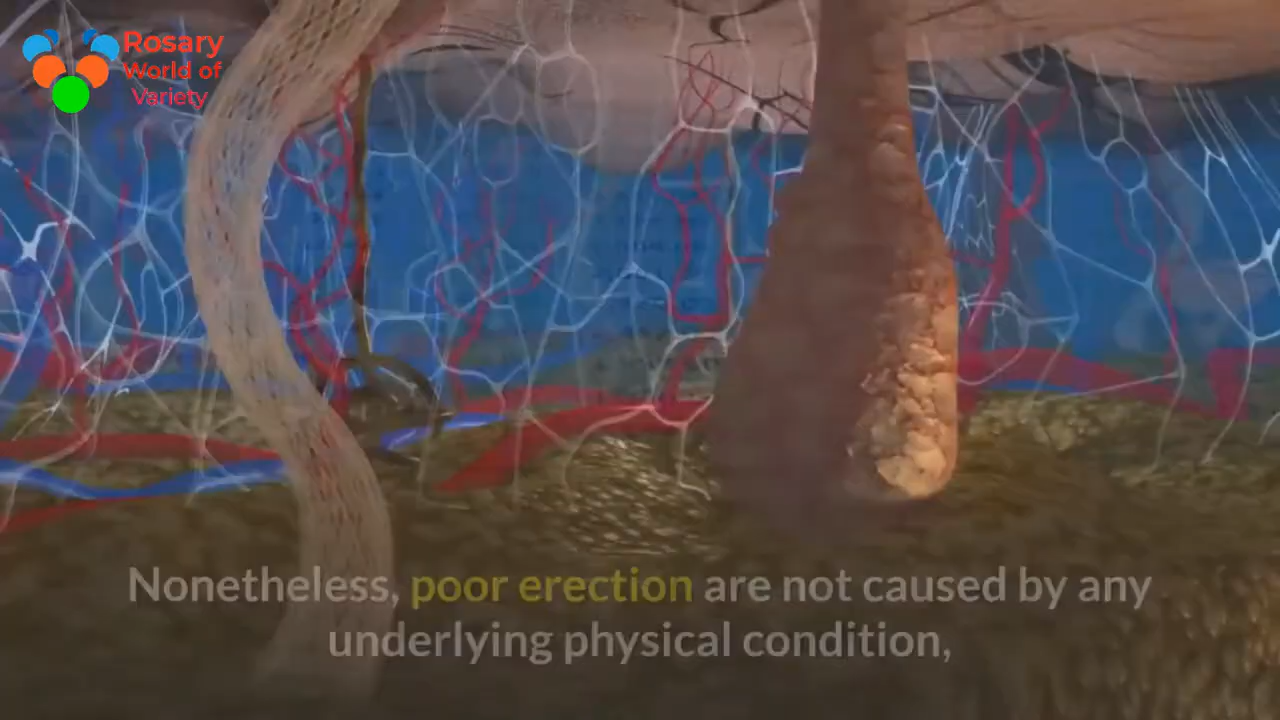 Rosary
World of
Variety
Nonetheless, poor erection are not caused by any
underlying physical condition,